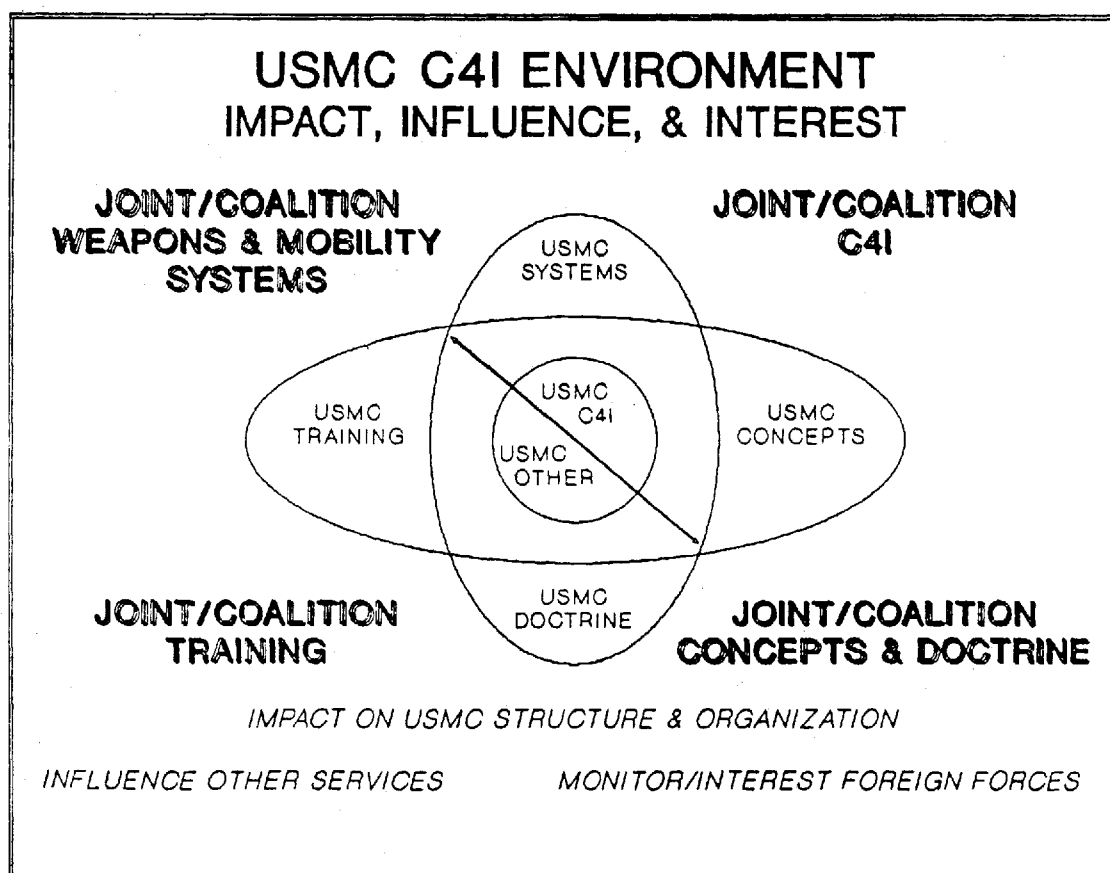 USMC C4I ENVIRONMENT
IMPACT, INFLUENCE, & INTEREST
JOINT/COALITION
WEAPONS & MOBILITY
SYSTEMS
JOINT/COALITION
C4I
USMC
SYSTEMS
USMC
TRAINING
USMC
C4I
USMC
OTHER
USMC
CONCEPTS
USMC
DOCTRINE
JOINT/COALITION
TRAINING
JOINT/COALITION
CONCEPTS & DOCTRINE
IMPACT ON USMC STRUCTURE & ORGANIZATION
INFLUENCE OTHER SERVICES
MONITOR/INTEREST FOREIGN FORCES